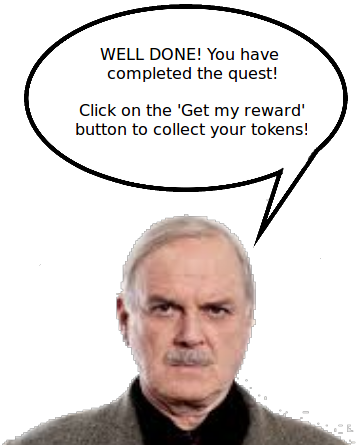 WELL DONE! You have
completed the quest!
Click on the 'Get my reward'
button to collect your tokens!